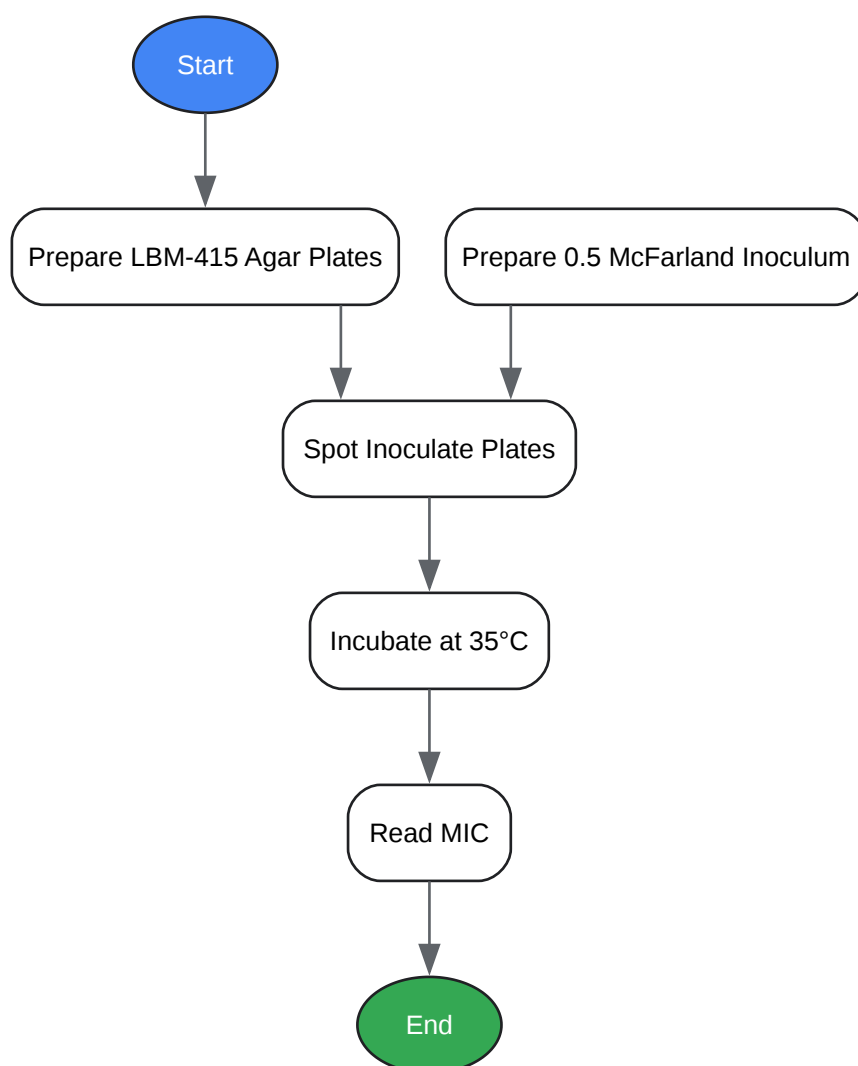 Start
Prepare LBM-415 Agar Plates
Prepare 0.5 McFarland Inoculum
Spot Inoculate Plates
Incubate at 35°C
Read MIC
End